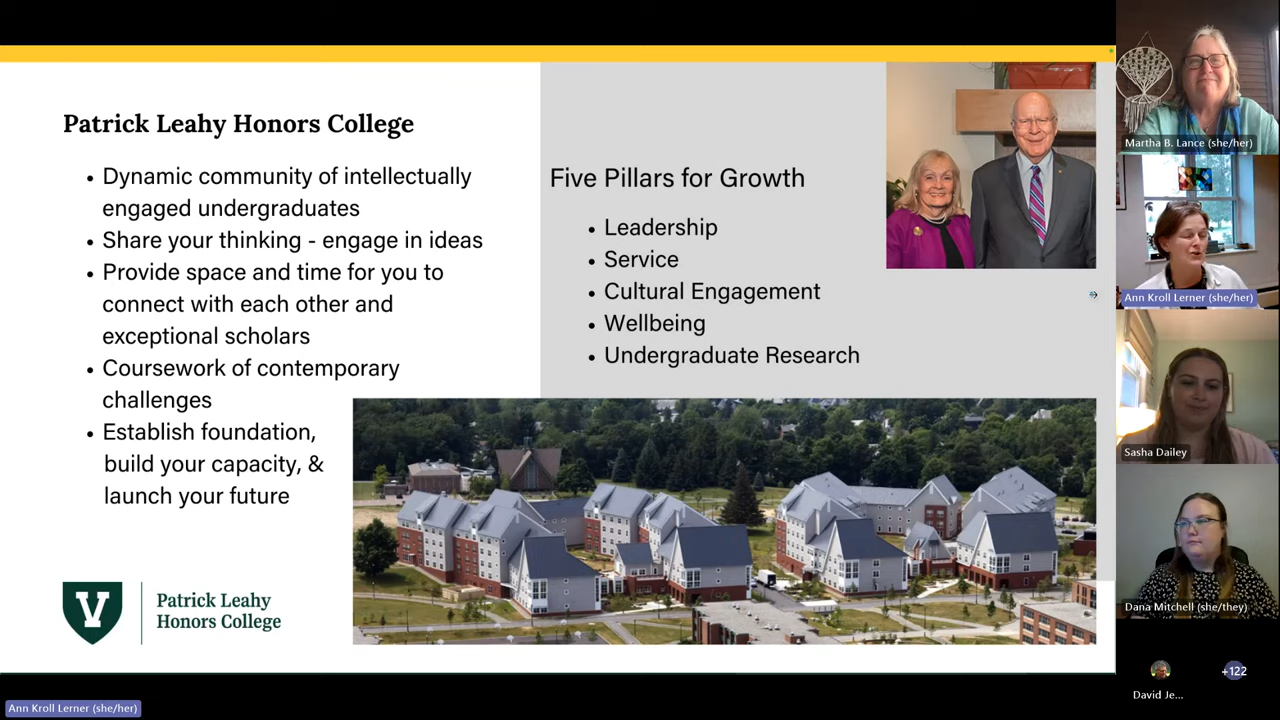 Patrick Leahy Honors College
• Dynamic community of intellectually
engaged undergraduates
• Share your thinking - engage in ideas
• Provide space and time for you to
connect with each other and
exceptional scholars
• Coursework of contemporary
challenges
• Establish foundation,
build your capacity, &
launch your future
V
Patrick Leahy
Honors College
Five Pillars for Growth
• Leadership
• Service
• Cultural Engagement
• Wellbeing
• Undergraduate Research
Martha B. Lance (she/her)
Ann Kroll Lerner (she/her)
Sasha Dailey
Dana Mitchell (she/they)
+122
David Je...
Ann Kroll Lerner (she/her)